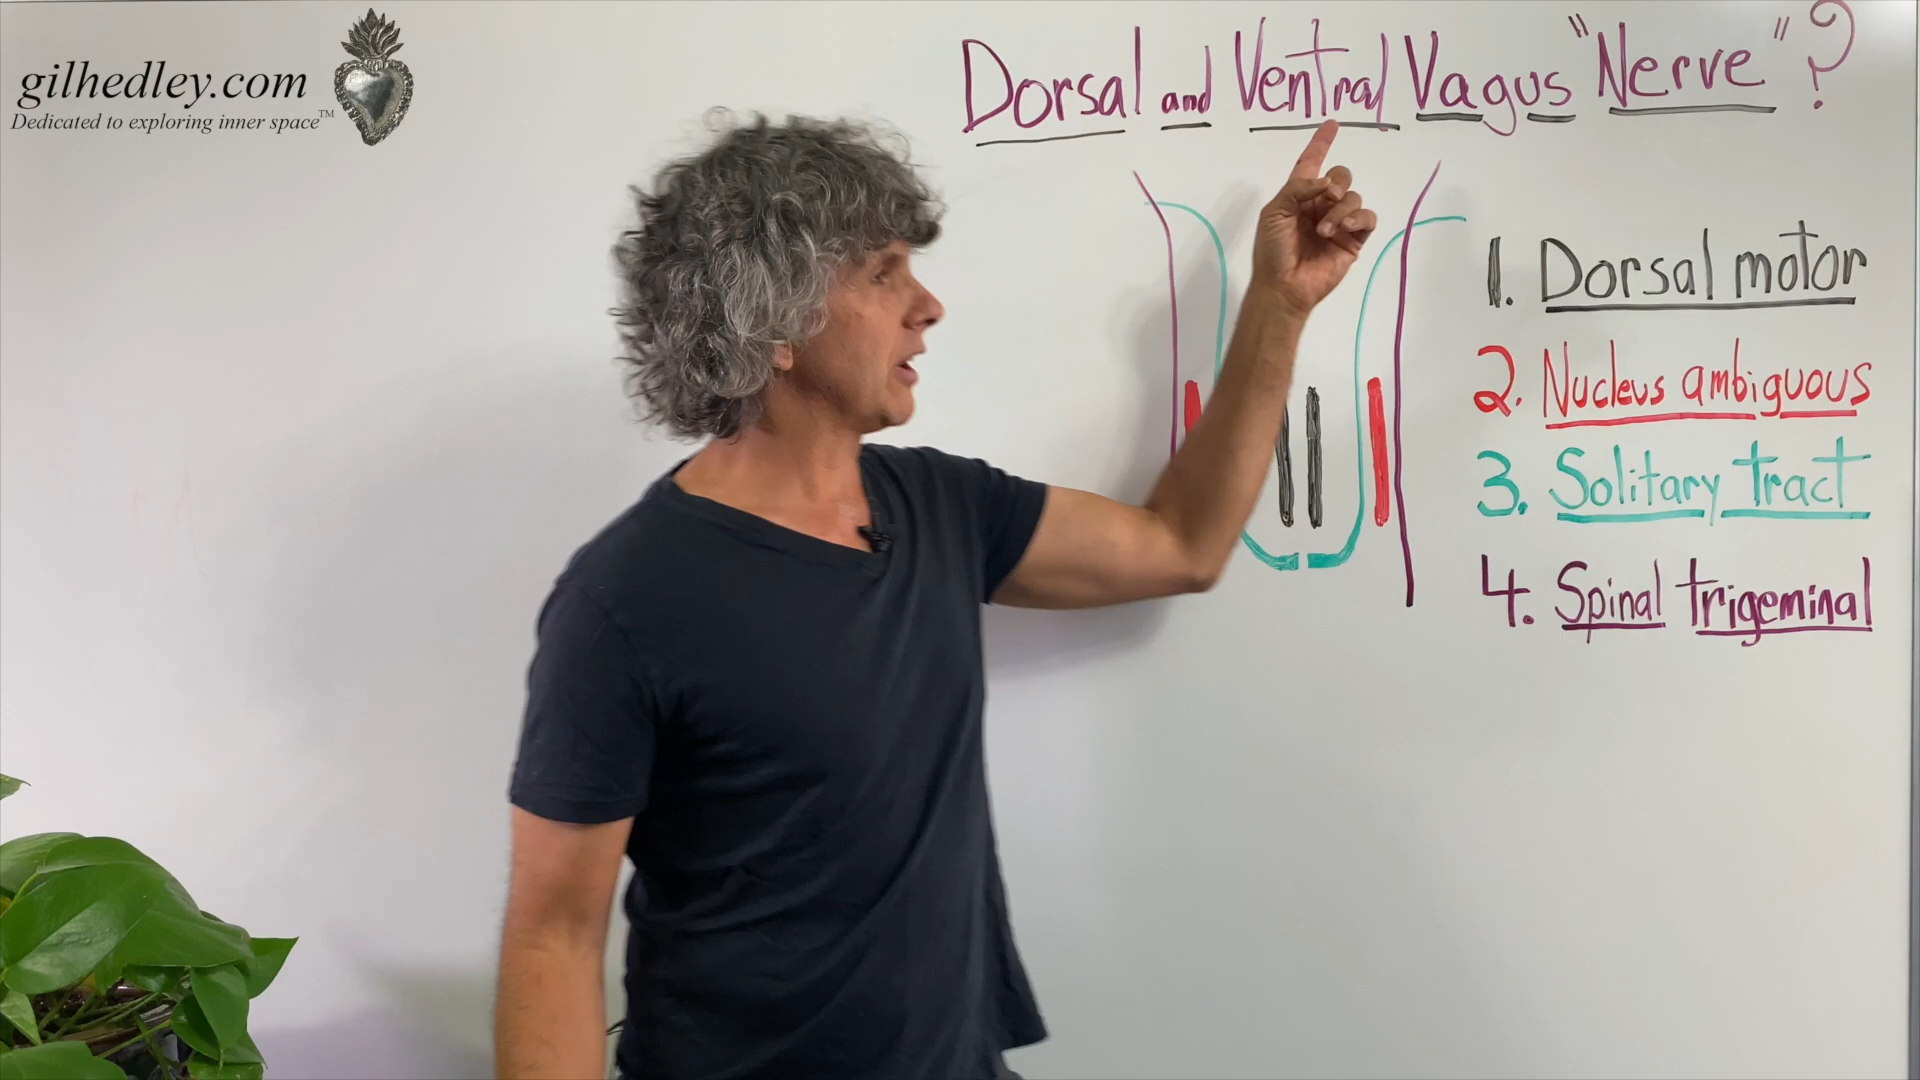 gilhedley.com
Dedicated to exploring inner space™
Dorsal and Ventral Vagus "Nerve"?
1. Dorsal motor
2. Nucleus ambiguous
3. Solitary tract
4. Spinal trigeminal